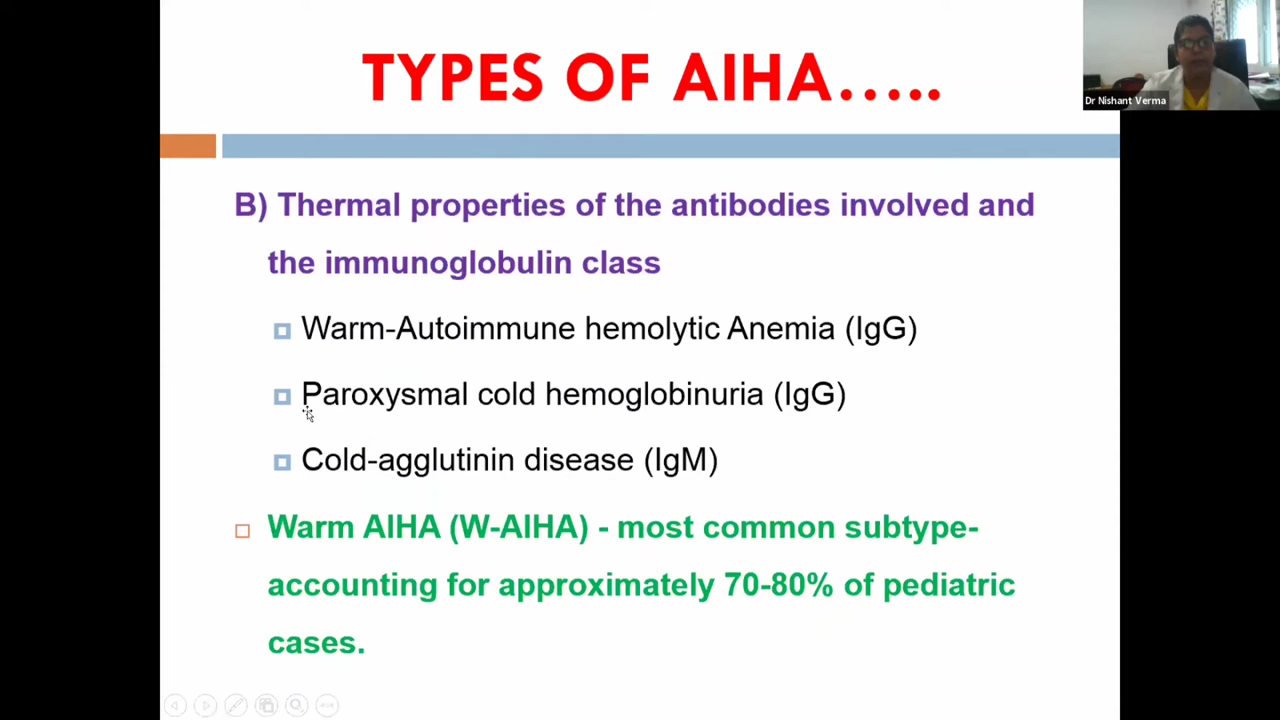 TYPES OF AIHA…..
Dr Nishant Verma
B) Thermal properties of the antibodies involved and
the immunoglobulin class
Warm-Autoimmune hemolytic Anemia (IgG)
Paroxysmal cold hemoglobinuria (IgG)
Cold-agglutinin disease (IgM)
Warm AIHA (W-AIHA) - most common subtype-
accounting for approximately 70-80% of pediatric
cases.